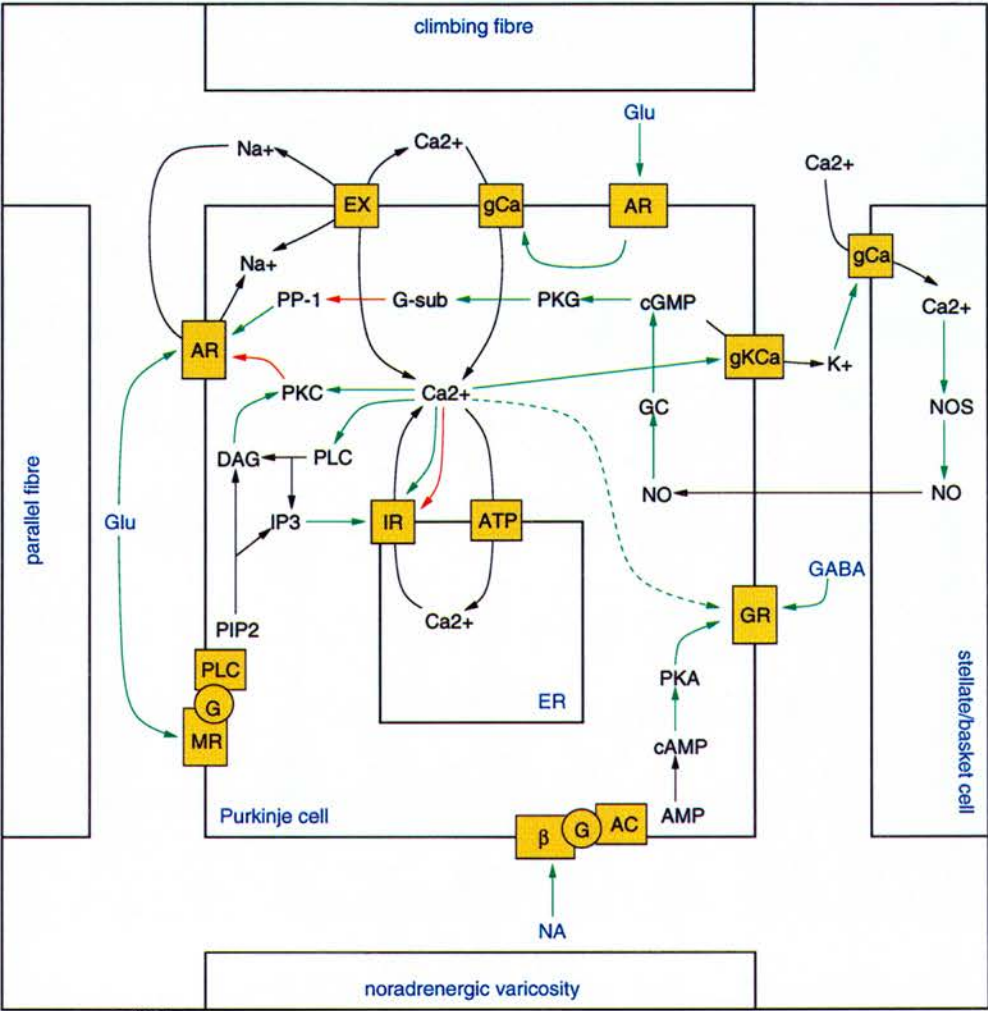 climbing fibre
Glu
Na+
Ca2+
Ca2+
EX
gCa
AR
gCa
Na+
PP-1
G-sub
PKG
cGMP
Ca2+
AR
gKCa
K+
PKC
Ca2+
GC
NOS
DAG
PLC
NO
NO
parallel fibre
Glu
IP3
IR
ATP
GABA
PIP2
Ca2+
GR
PLC
G
MR
ER
PKA
cAMP
stellate/basket cell
Purkinje cell
β
G
AC
AMP
NA
noradrenergic varicosity